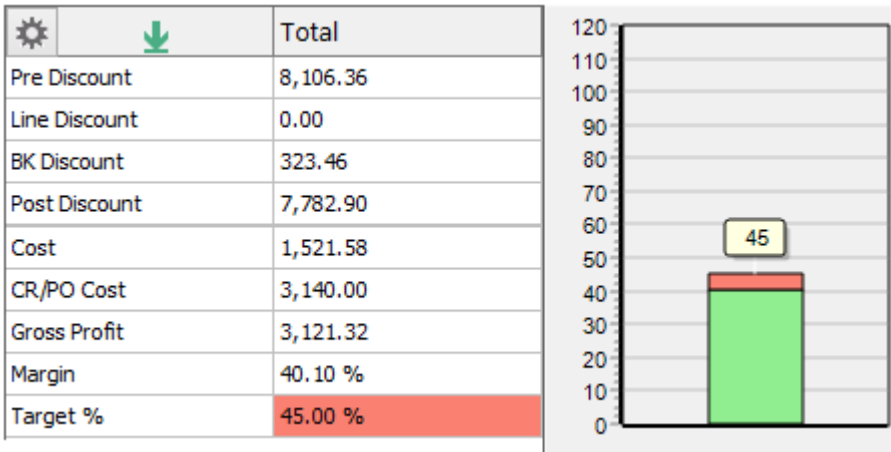 Total
Pre Discount 8,106.36
Line Discount 0.00
BK Discount 323.46
Post Discount 7,782.90
Cost 1,521.58
CR/PO Cost 3,140.00
Gross Profit 3,121.32
Margin 40.10 %
Target % 45.00 %
120
110
100
90
80
70
60
50
40
30
20
10
0
45